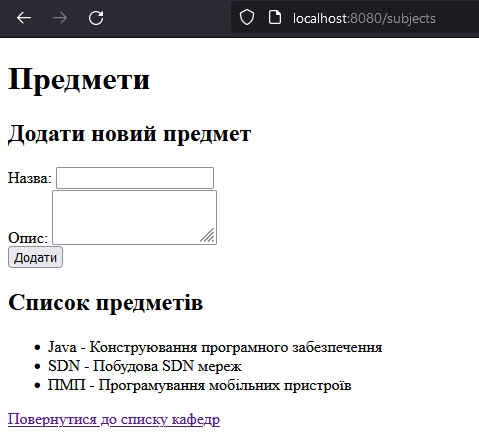 localhost:8080/subjects
Предмети
Додати новий предмет
Назва:
Опис:
Додати
Список предметів
Java - Конструювання програмного забезпечення
SDN - Побудова SDN мереж
ПМП - Програмування мобільних пристроїв
Повернутися до списку кафедр